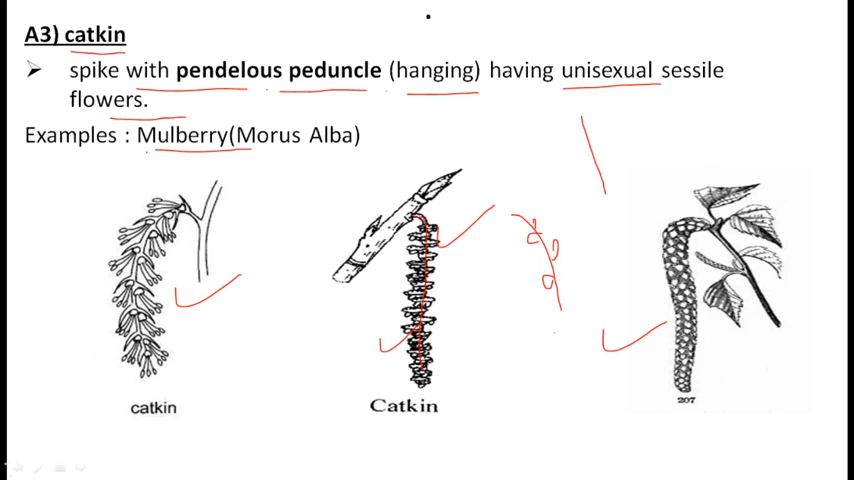 A3) catkin
➢ spike with pendelous peduncle (hanging) having unisexual sessile
flowers.
Examples : Mulberry(Morus Alba)
catkin
Catkin
207